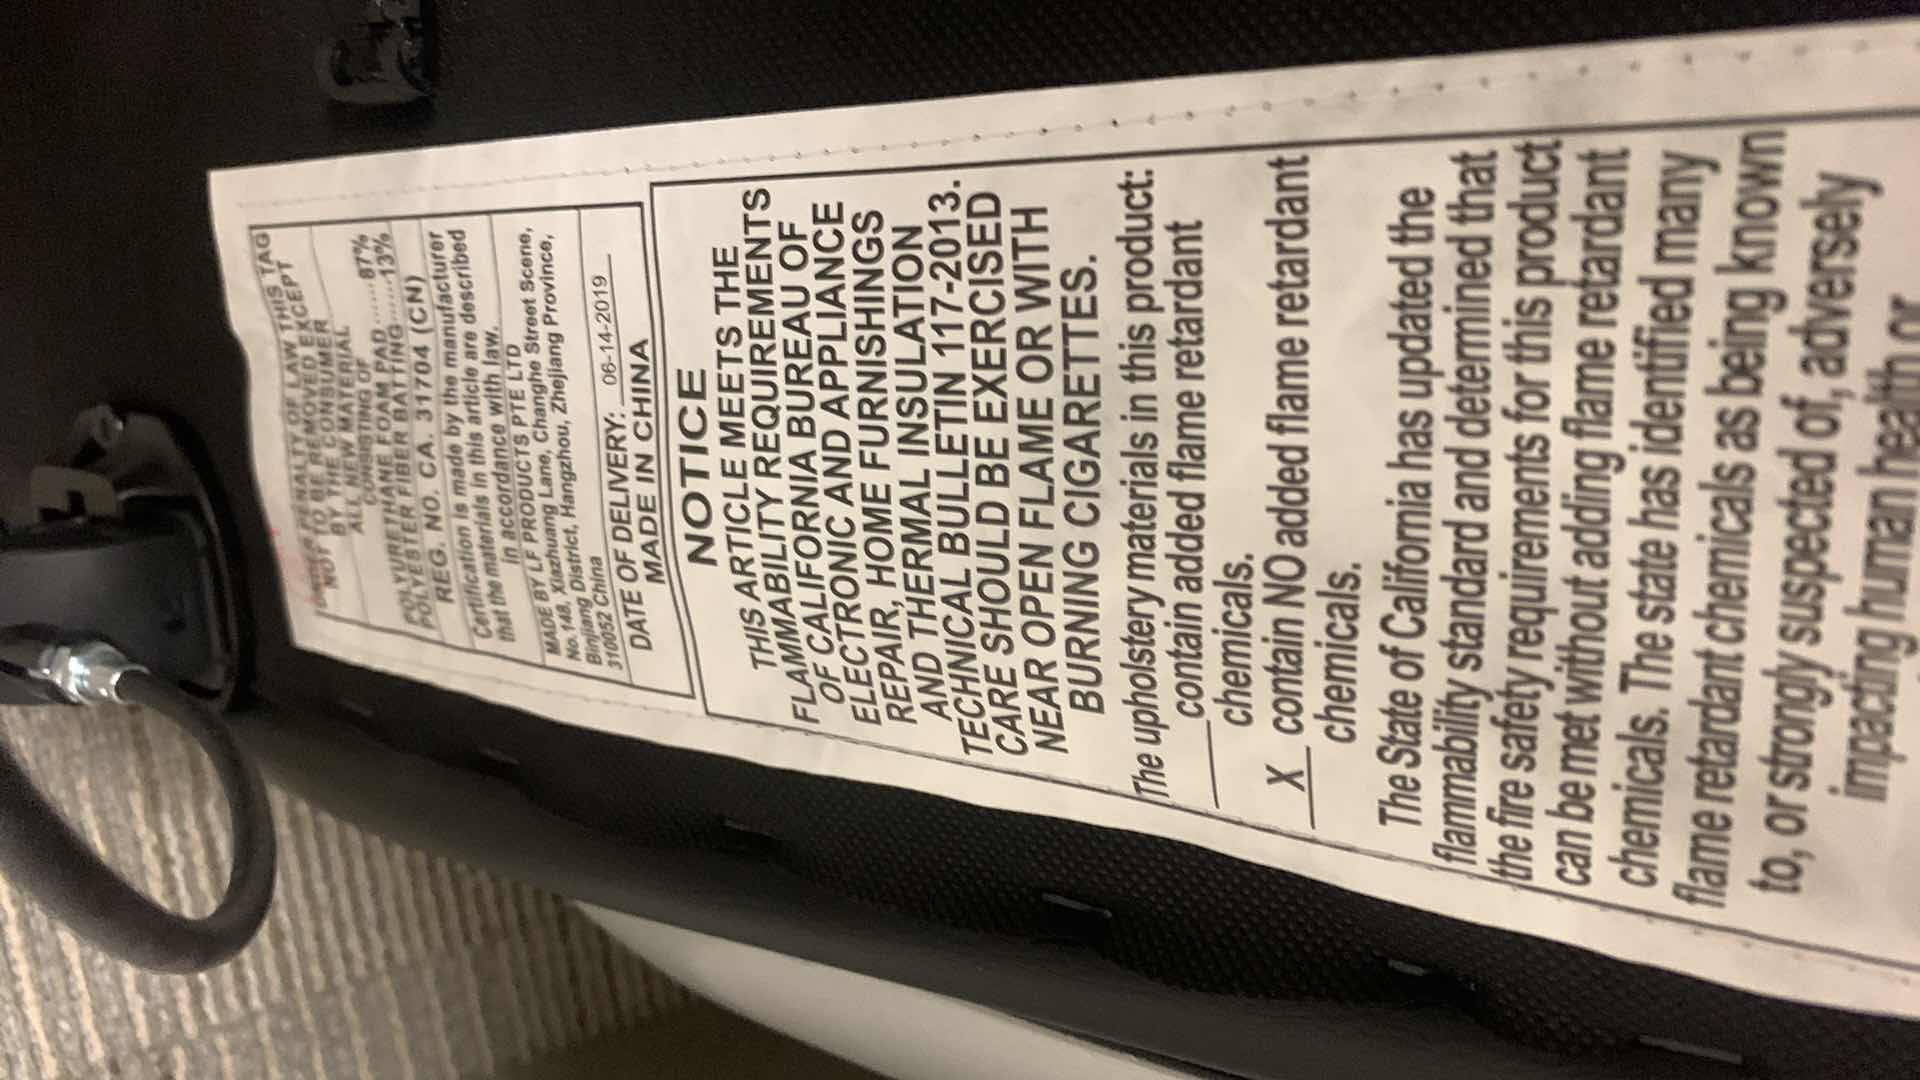 UNDER PENALTY OF LAW THIS TAG
NOT TO BE REMOVED EXCEPT
BY THE CONSUMER
ALL NEW MATERIAL
CONSISTING OF
POLYURETHANE FOAM PAD ........87%
POLYESTER FIBER BATTING.......13%
REG. NO. CA. 31704 (CN)
Certification is made by the manufacturer
that the materials in this article are described
in accordance with law.
MADE BY LF PRODUCTS PTE LTD
No.148, Xiazhuang Lane, Changhe Street Scene,
Binjiang District, Hangzhou, Zhejiang Province,
310052 China
DATE OF DELIVERY: 06-14-2019
MADE IN CHINA
NOTICE
THIS ARTICLE MEETS THE
FLAMMABILITY REQUIREMENTS
OF CALIFORNIA BUREAU OF
ELECTRONIC AND APPLIANCE
REPAIR, HOME FURNISHINGS
AND THERMAL INSULATION
TECHNICAL BULLETIN 117-2013.
CARE SHOULD BE EXERCISED
NEAR OPEN FLAME OR WITH
BURNING CIGARETTES.
The upholstery materials in this product:
____contain added flame retardant
chemicals.
X contain NO added flame retardant
chemicals.
The State of California has updated the
flammability standard and determined that
the fire safety requirements for this product
can be met without adding flame retardant
chemicals. The state has identified many
flame retardant chemicals as being known
to, or strongly suspected of, adversely
impacting human health or